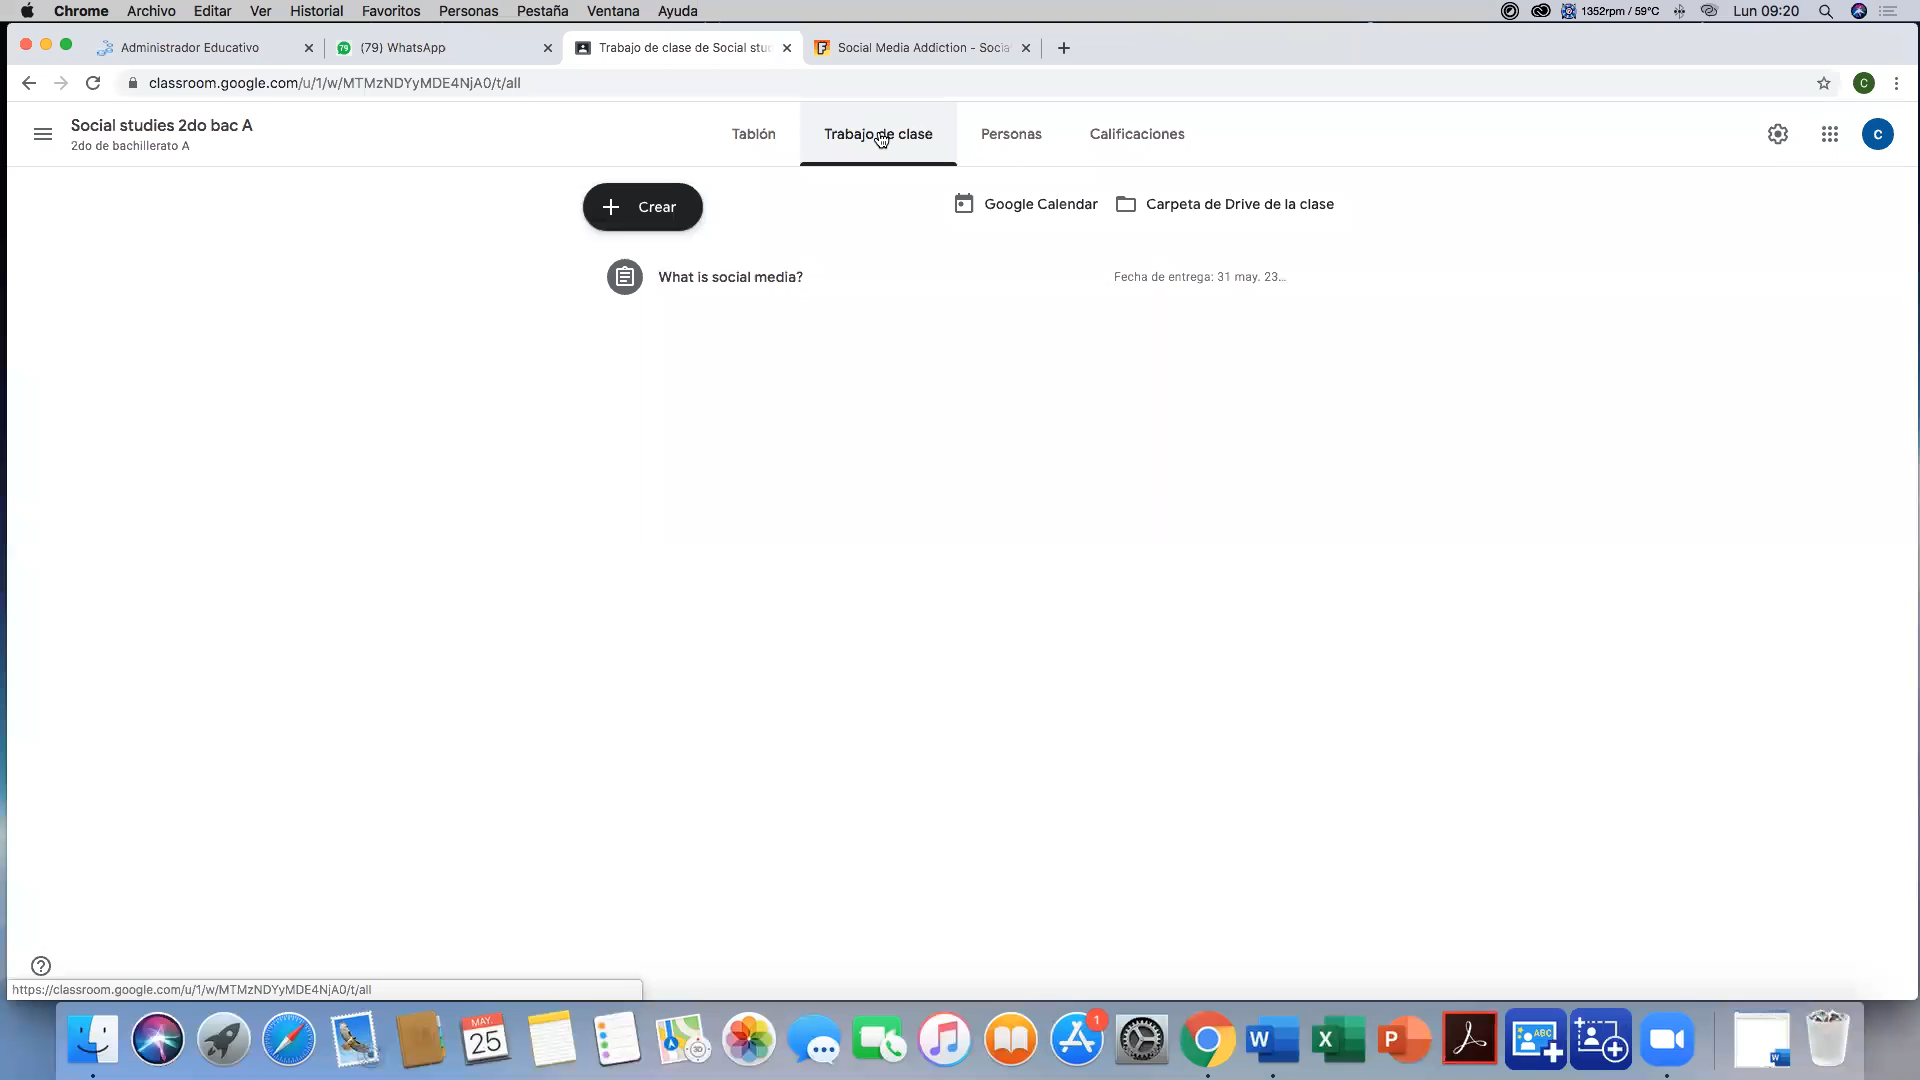 Chrome Archivo Editar Ver Historial Favoritos Personas Pestaña Ventana Ayuda 1352rpm / 59°C Lun 09:20
Administrador Educativo 79 (79) WhatsApp Trabajo de clase de Social stu Social Media Addiction - Socia
classroom.google.com/u/1/w/MTMzNDYyMDE4NjA0/t/all C
Social studies 2do bac A
2do de bachillerato A
Tablón Trabajo de clase Personas Calificaciones C
Crear Google Calendar Carpeta de Drive de la clase
What is social media? Fecha de entrega: 31 may. 23...
https://classroom.google.com/u/1/w/MTMzNDYyMDE4NjA0/t/all
MAY. 25 1 W X P ABC